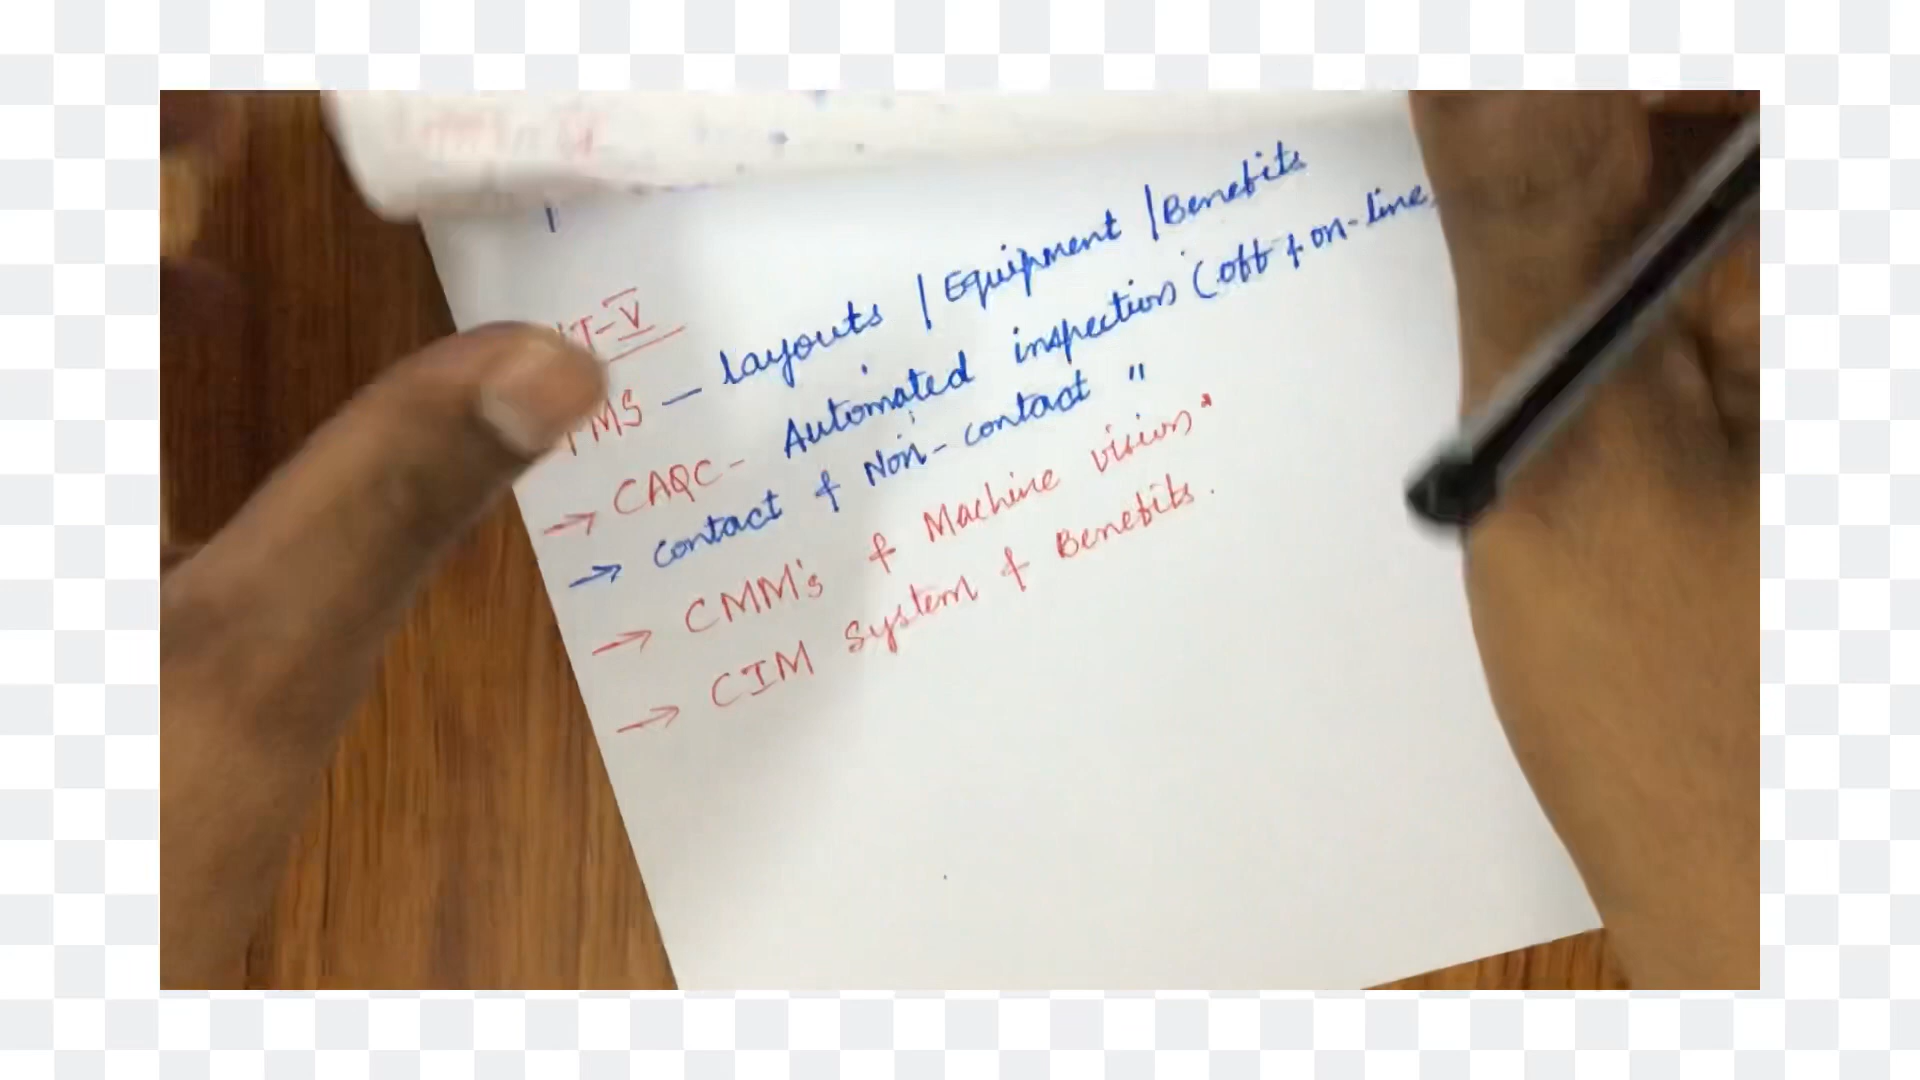 T-V
FMS - layouts / Equipment / Benefits
→ CAQC - Automated inspection (off & on-line
→ contact & Non-contact "
→ CMM's & Machine vision*
→ CIM system & Benefits.